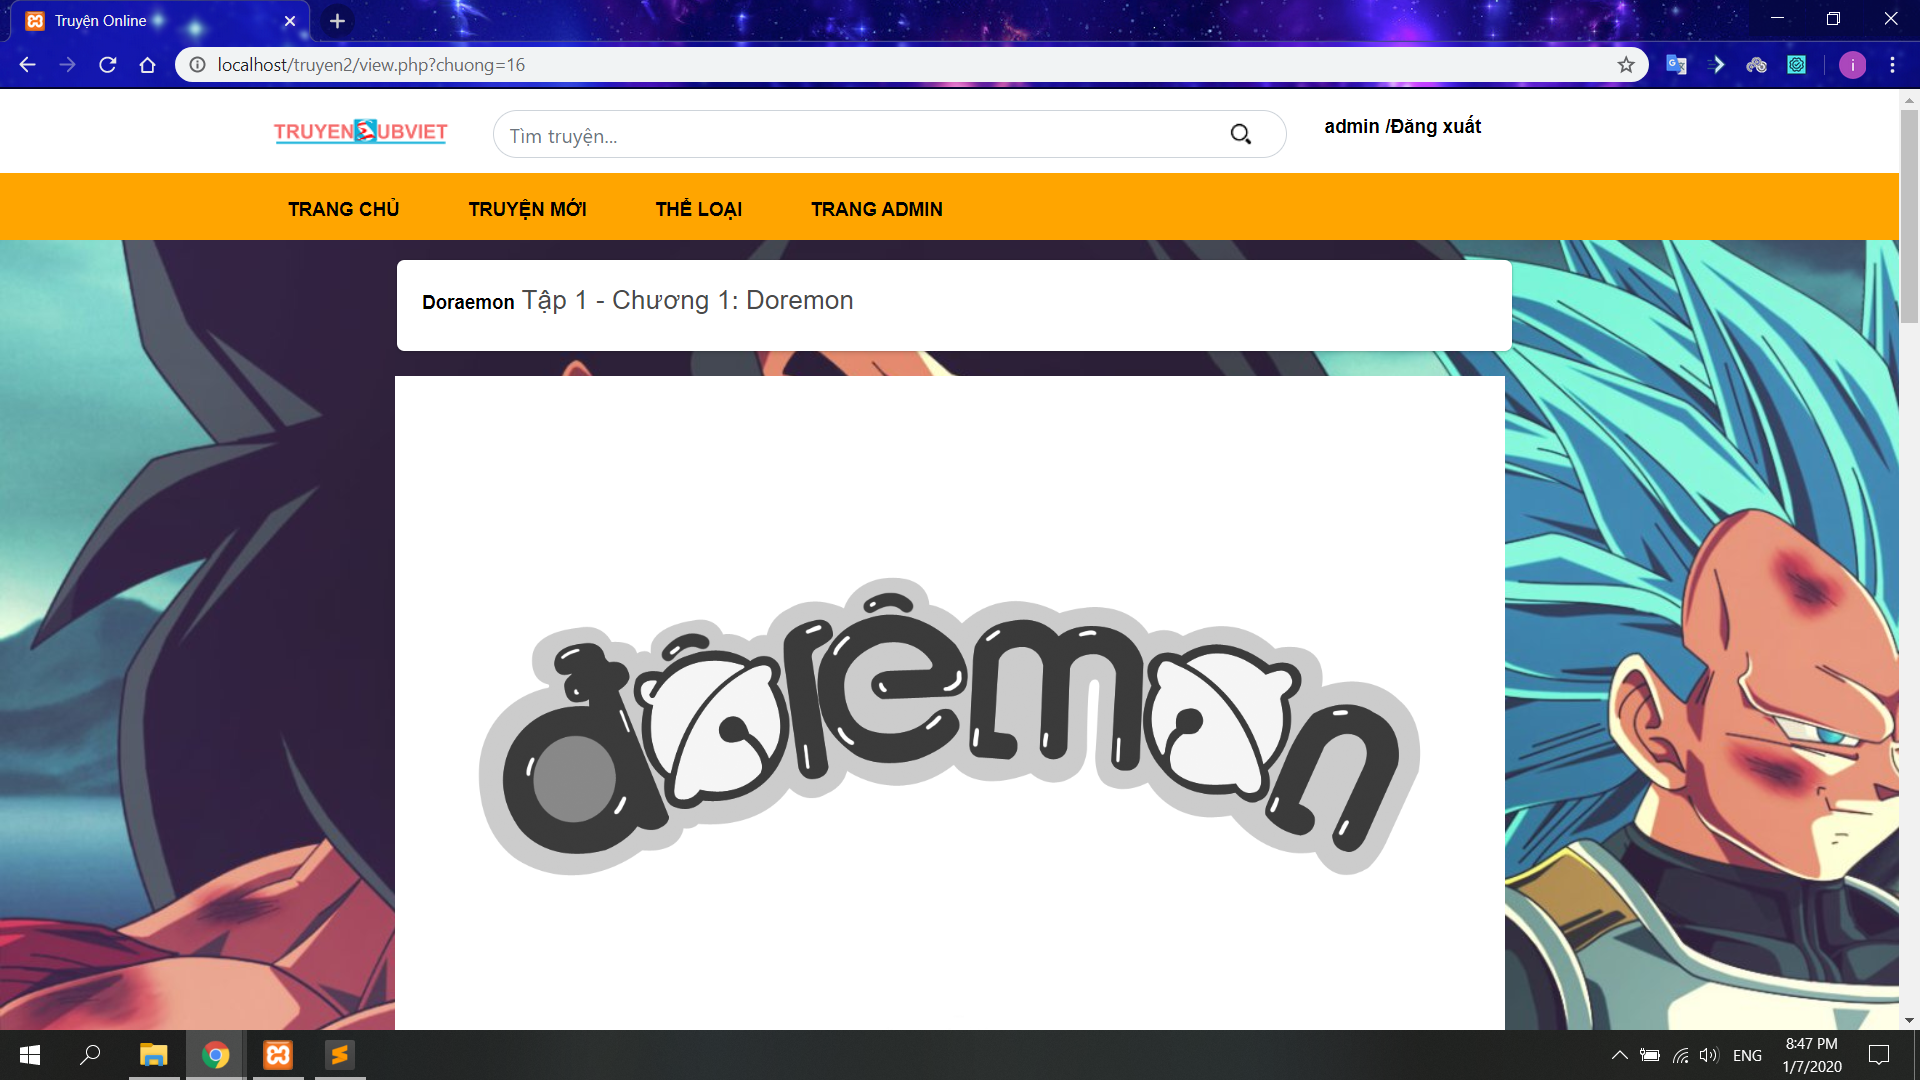 Truyện Online
localhost/truyen2/view.php?chuong=16
TRUYENSUBVIET
Tìm truyện...
admin /Đăng xuất
TRANG CHỦ TRUYỆN MỚI THỂ LOẠI TRANG ADMIN
Doraemon Tập 1 - Chương 1: Doremon
đôrêmon
ENG
8:47 PM
1/7/2020